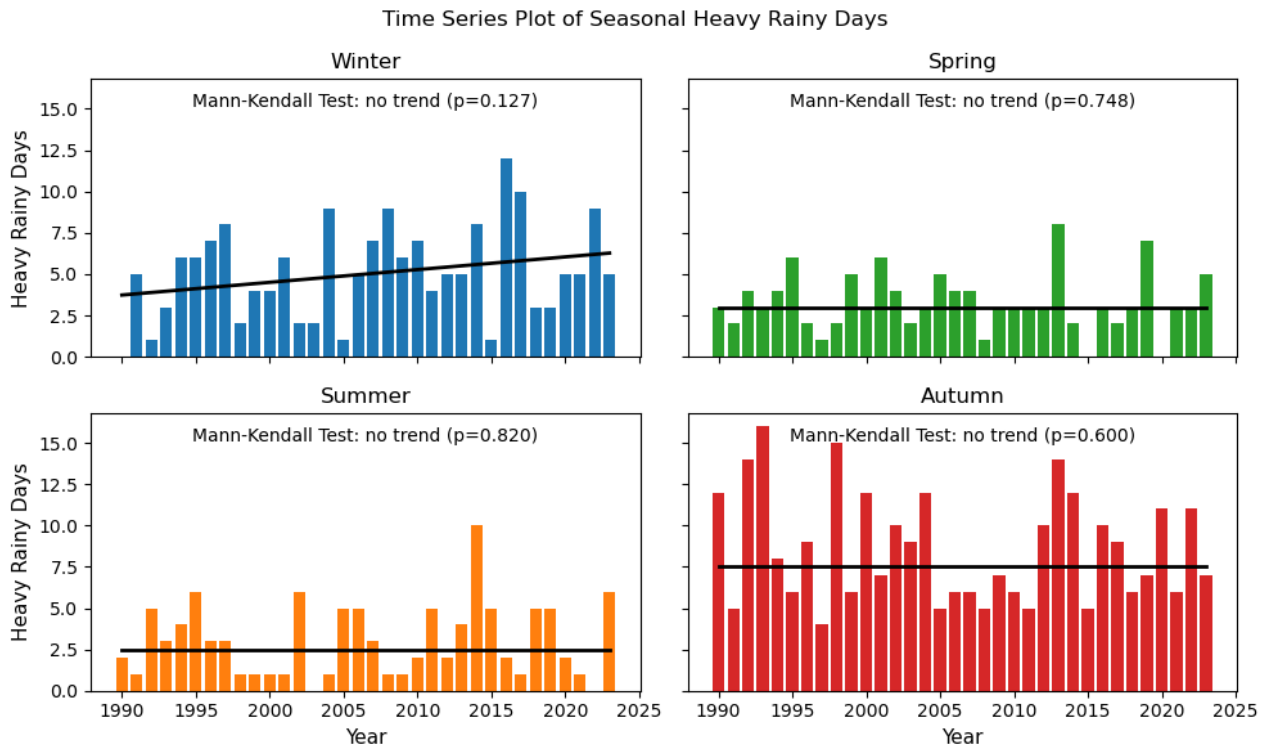 Time Series Plot of Seasonal Heavy Rainy Days
Winter
Mann-Kendall Test: no trend (p=0.127)
Heavy Rainy Days
15.0
12.5
10.0
7.5
5.0
2.5
0.0
Spring
Mann-Kendall Test: no trend (p=0.748)
Summer
Mann-Kendall Test: no trend (p=0.820)
Heavy Rainy Days
15.0
12.5
10.0
7.5
5.0
2.5
0.0
1990 1995 2000 2005 2010 2015 2020 2025
Year
Autumn
Mann-Kendall Test: no trend (p=0.600)
1990 1995 2000 2005 2010 2015 2020 2025
Year